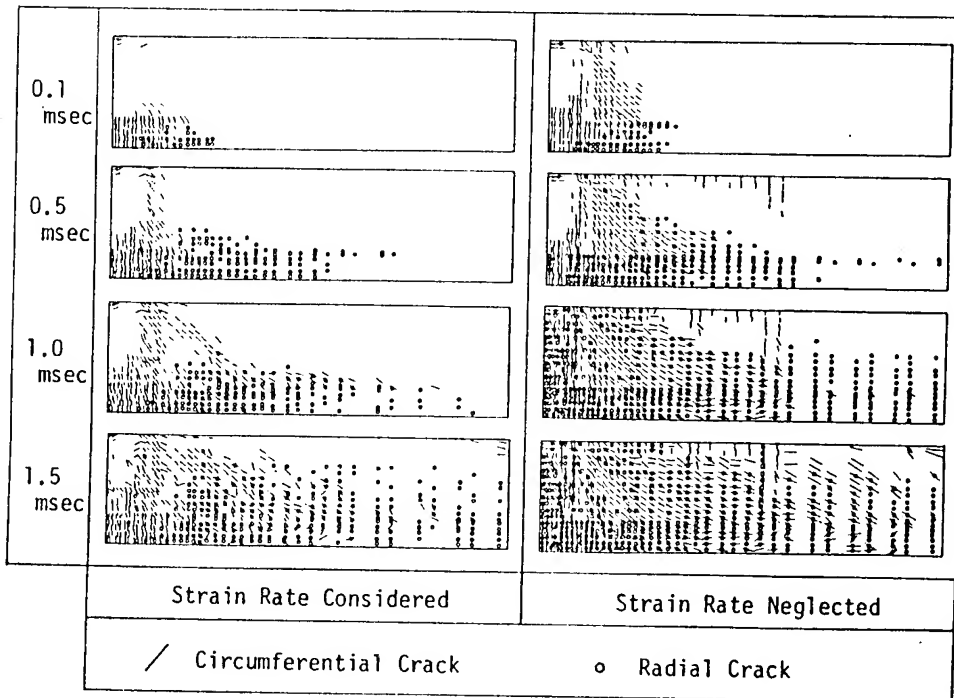 0.1
msec
0.5
msec
1.0
msec
1.5
msec
Strain Rate Considered
Strain Rate Neglected
/ Circumferential Crack
o Radial Crack